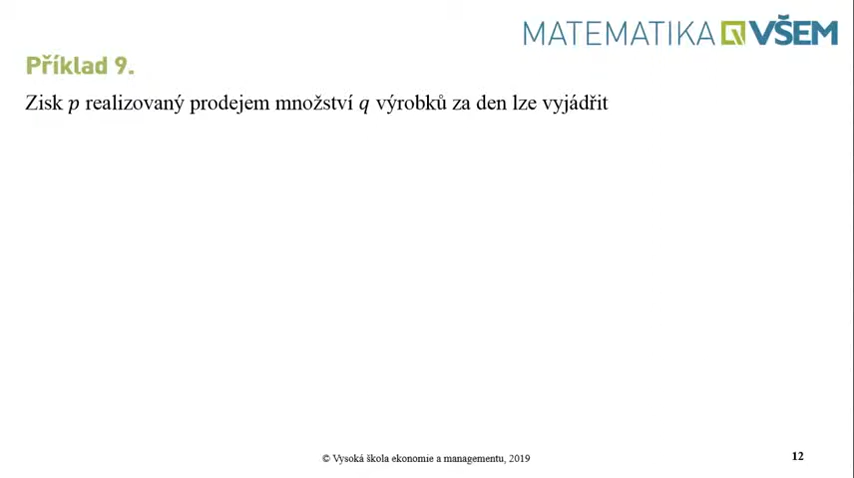 MATEMATIKA VŠEM
Příklad 9.
Zisk p realizovaný prodejem množství q výrobků za den lze vyjádřit
© Vysoká škola ekonomie a managementu, 2019
12